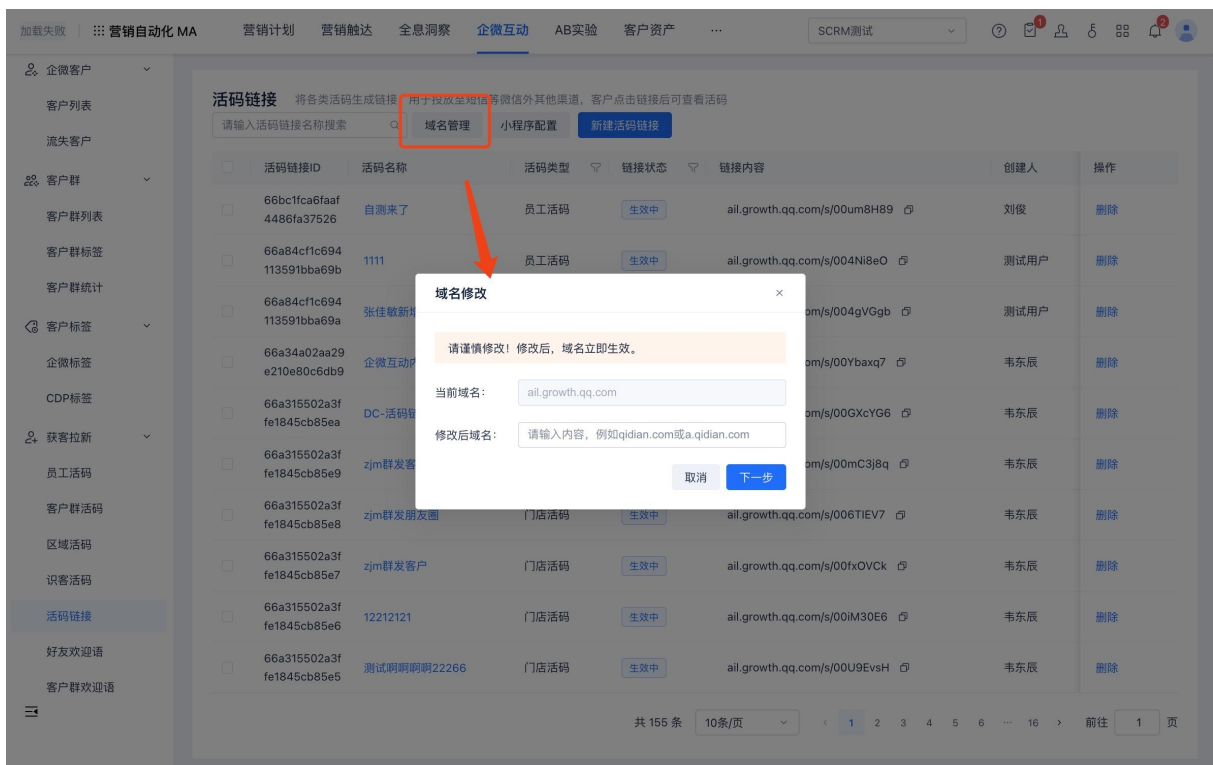 加载失败 营销自动化 MA 营销计划 营销触达 全息洞察 企微互动 AB实验 客户资产 ... SCRM测试 1 2
企微客户
客户列表
流失客户
客户群
客户群列表
客户群标签
客户群统计
客户标签
企微标签
CDP标签
获客拉新
员工活码
客户群活码
区域活码
识客活码
活码链接
好友欢迎语
客户群欢迎语
活码链接 将各类活码生成链接，用于投放至短信等微信外其他渠道，客户点击链接后可查看活码
请输入活码链接名称搜索 域名管理 小程序配置 新建活码链接
活码链接ID 活码名称 活码类型 链接状态 链接内容 创建人 操作
66bc1fca6faaf
4486fa37526 自测来了 员工活码 生效中 ail.growth.qq.com/s/00um8H89 刘俊 删除
66a84cf1c694
113591bba69b 1111 员工活码 生效中 ail.growth.qq.com/s/004Ni8eO 测试用户 删除
66a84cf1c694
113591bba69a 张佳敏新增 om/s/004gVGgb 测试用户 删除
66a34a02aa29
e210e80c6db9 企微互动 om/s/00Ybaxq7 韦东辰 删除
66a315502a3f
fe1845cb85ea DC-活码链 om/s/00GXcYG6 韦东辰 删除
66a315502a3f
fe1845cb85e9 zjm群发客 om/s/00mC3j8q 韦东辰 删除
66a315502a3f
fe1845cb85e8 zjm群发朋友圈 门店活码 生效中 ail.growth.qq.com/s/006TIEV7 韦东辰 删除
66a315502a3f
fe1845cb85e7 zjm群发客户 门店活码 生效中 ail.growth.qq.com/s/00fxOVCk 韦东辰 删除
66a315502a3f
fe1845cb85e6 12212121 门店活码 生效中 ail.growth.qq.com/s/00iM30E6 韦东辰 删除
66a315502a3f
fe1845cb85e5 测试啊啊啊啊22266 门店活码 生效中 ail.growth.qq.com/s/00U9EvsH 韦东辰 删除
共 155 条 10条/页 1 2 3 4 5 6 ... 16 前往 1 页
域名修改
请谨慎修改！修改后，域名立即生效。
当前域名： ail.growth.qq.com
修改后域名： 请输入内容，例如qidian.com或a.qidian.com
取消 下一步